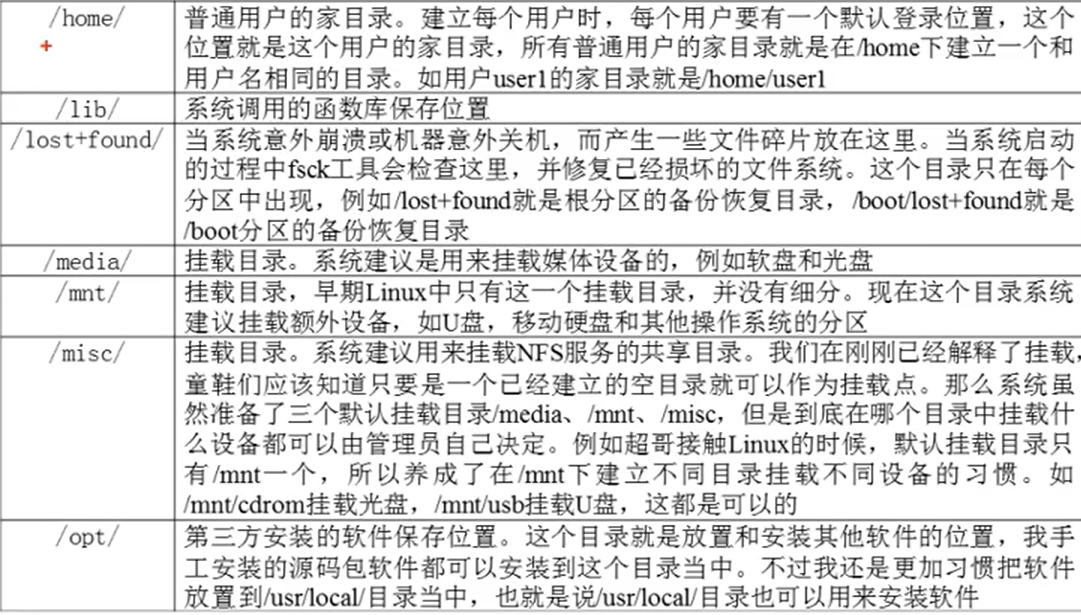 /home/
普通用户的家目录。建立每个用户时，每个用户要有一个默认登录位置，这个
位置就是这个用户的家目录，所有普通用户的家目录就是在/home下建立一个和
用户名相同的目录。如用户user1的家目录就是/home/user1
/lib/
系统调用的函数库保存位置
/lost+found/
当系统意外崩溃或机器意外关机，而产生一些文件碎片放在这里。当系统启动
的过程中fsck工具会检查这里，并修复已经损坏的文件系统。这个目录只在每个
分区中出现，例如/lost+found就是根分区的备份恢复目录，/boot/lost+found就是
/boot分区的备份恢复目录
/media/
挂载目录。系统建议是用来挂载媒体设备的，例如软盘和光盘
/mnt/
挂载目录，早期Linux中只有这一个挂载目录，并没有细分。现在这个目录系统
建议挂载额外设备，如U盘，移动硬盘和其他操作系统的分区
/misc/
挂载目录。系统建议用来挂载NFS服务的共享目录。我们在刚刚已经解释了挂载，
童鞋们应该知道只要是一个已经建立的空目录就可以作为挂载点。那么系统虽
然准备了三个默认挂载目录/media、/mnt、/misc，但是到底在哪个目录中挂载什
么设备都可以由管理员自己决定。例如超哥接触Linux的时候，默认挂载目录只
有/mnt一个，所以养成了在/mnt下建立不同目录挂载不同设备的习惯。如
/mnt/cdrom挂载光盘，/mnt/usb挂载U盘，这都是可以的
/opt/
第三方安装的软件保存位置。这个目录就是放置和安装其他软件的位置，我手
工安装的源码包软件都可以安装到这个目录当中。不过我还是更加习惯把软件
放置到/usr/local/目录当中，也就是说/usr/local/目录也可以用来安装软件